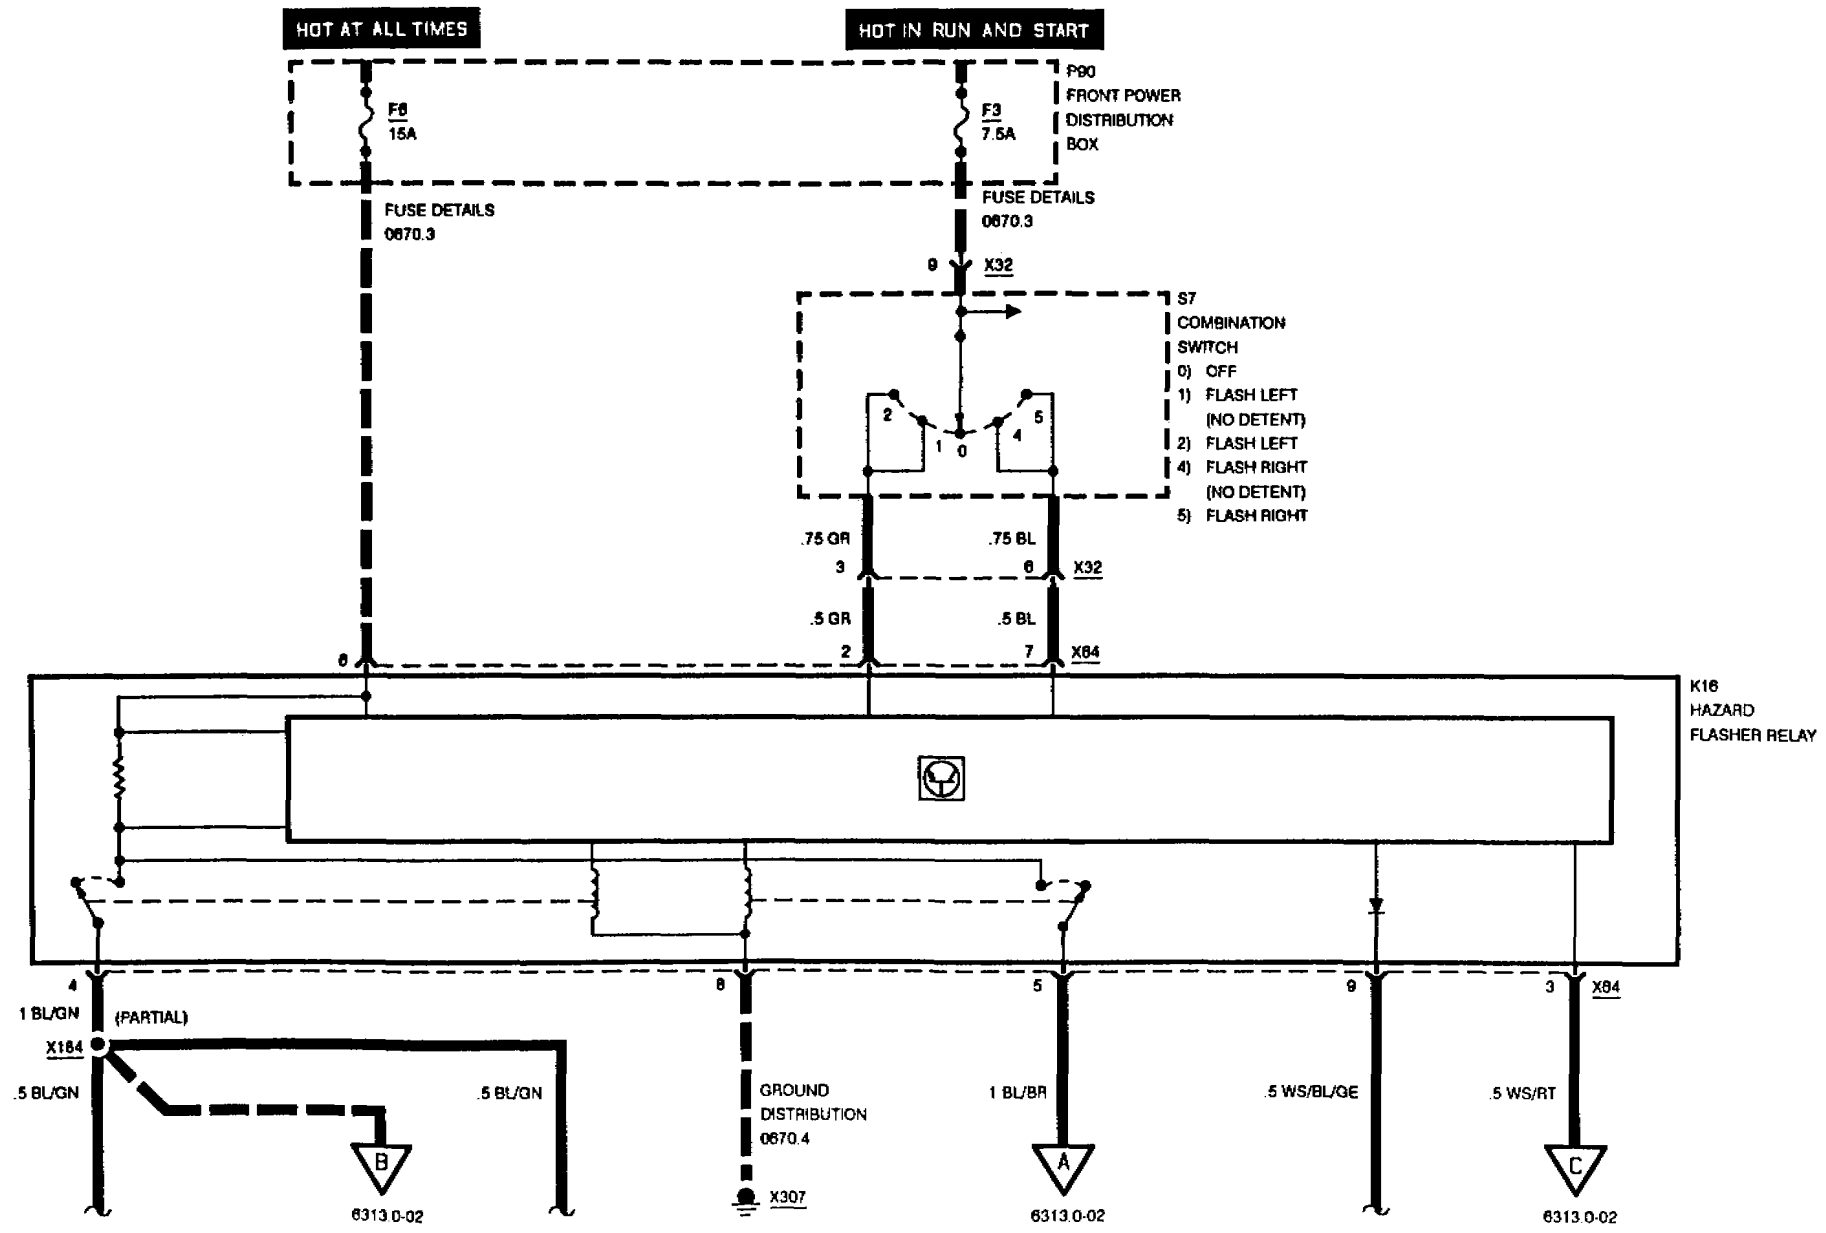 HOT AT ALL TIMES
HOT IN RUN AND START
P90
FRONT POWER
DISTRIBUTION
BOX
F6
15A
F3
7.5A
FUSE DETAILS
0670.3
FUSE DETAILS
0670.3
9 X32
S7
COMBINATION
SWITCH
0) OFF
1) FLASH LEFT
(NO DETENT)
2) FLASH LEFT
4) FLASH RIGHT
(NO DETENT)
5) FLASH RIGHT
2
1
0
4
5
.75 GR
.75 BL
3
6
X32
.5 GR
.5 BL
6
2
7
X64
K16
HAZARD
FLASHER RELAY
4
8
5
9
3
X64
1 BL/GN
(PARTIAL)
X164
.5 BL/GN
.5 BL/GN
GROUND
DISTRIBUTION
0670.4
1 BL/BR
.5 WS/BL/GE
.5 WS/RT
B
A
C
X307
6313.0-02
6313.0-02
6313.0-02